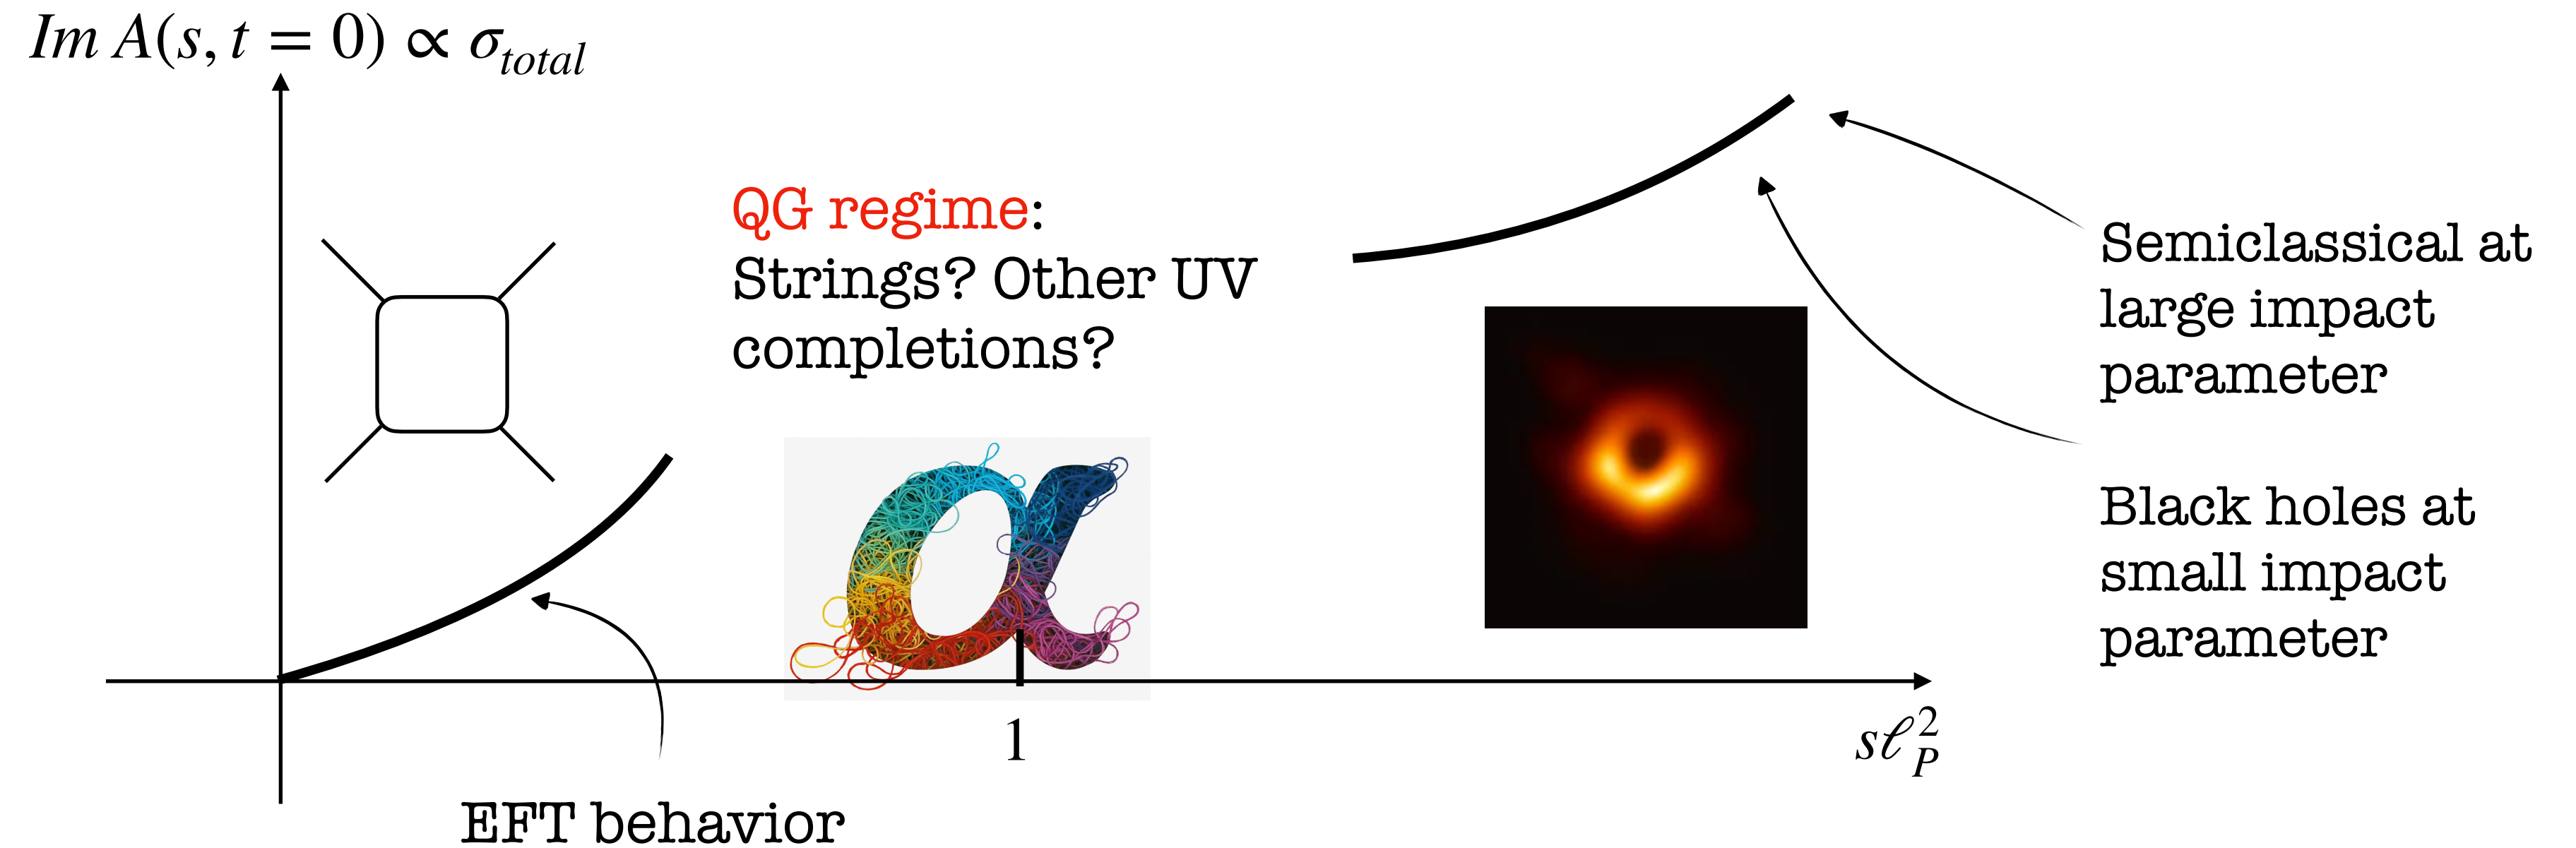 Im A(s, t = 0) ∝ σ_total
QG regime:
Strings? Other UV
completions?
Semiclassical at
large impact
parameter
Black holes at
small impact
parameter
α
1
sℓ_P^2
EFT behavior